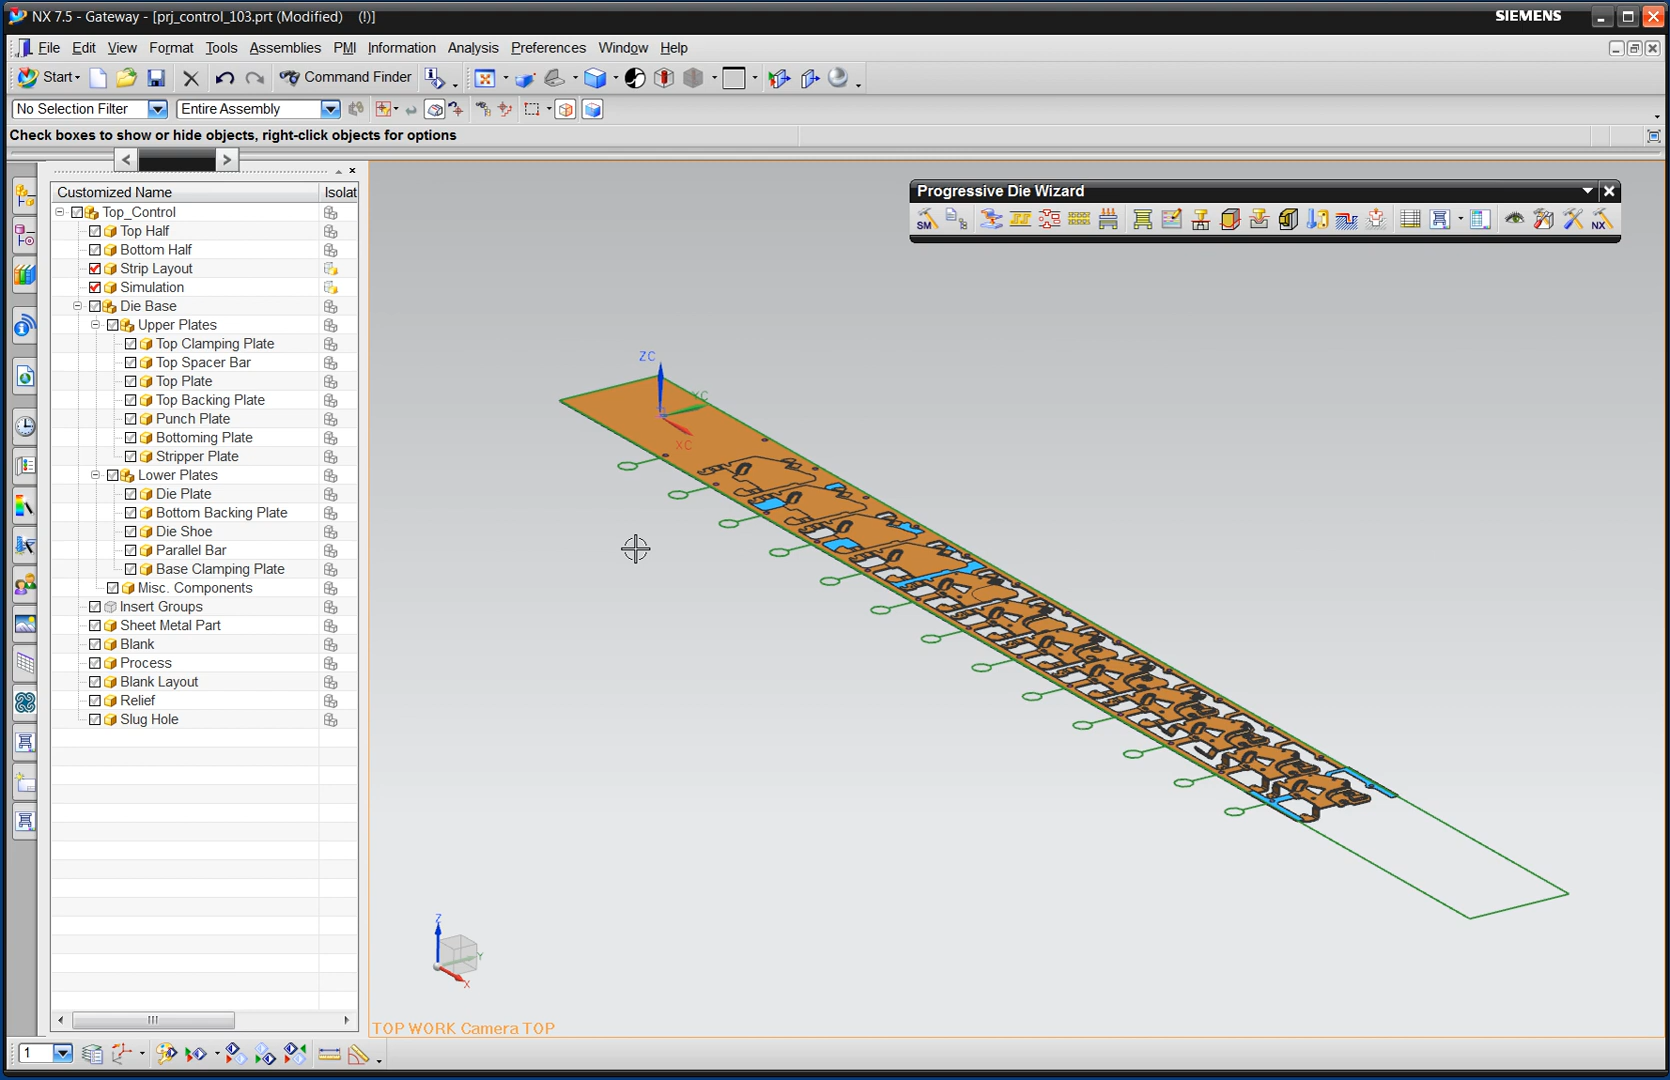 NX 7.5 - Gateway - [prj_control_103.prt (Modified) (!)]
SIEMENS
File Edit View Format Tools Assemblies PMI Information Analysis Preferences Window Help
Start Command Finder
No Selection Filter Entire Assembly
Check boxes to show or hide objects, right-click objects for options
Customized Name Isolat
Top_Control
Top Half
Bottom Half
Strip Layout
Simulation
Die Base
Upper Plates
Top Clamping Plate
Top Spacer Bar
Top Plate
Top Backing Plate
Punch Plate
Bottoming Plate
Stripper Plate
Lower Plates
Die Plate
Bottom Backing Plate
Die Shoe
Parallel Bar
Base Clamping Plate
Misc. Components
Insert Groups
Sheet Metal Part
Blank
Process
Blank Layout
Relief
Slug Hole
Progressive Die Wizard
SM
NX
ZC
YC
XC
Z
Y
X
TOP WORK Camera TOP
1